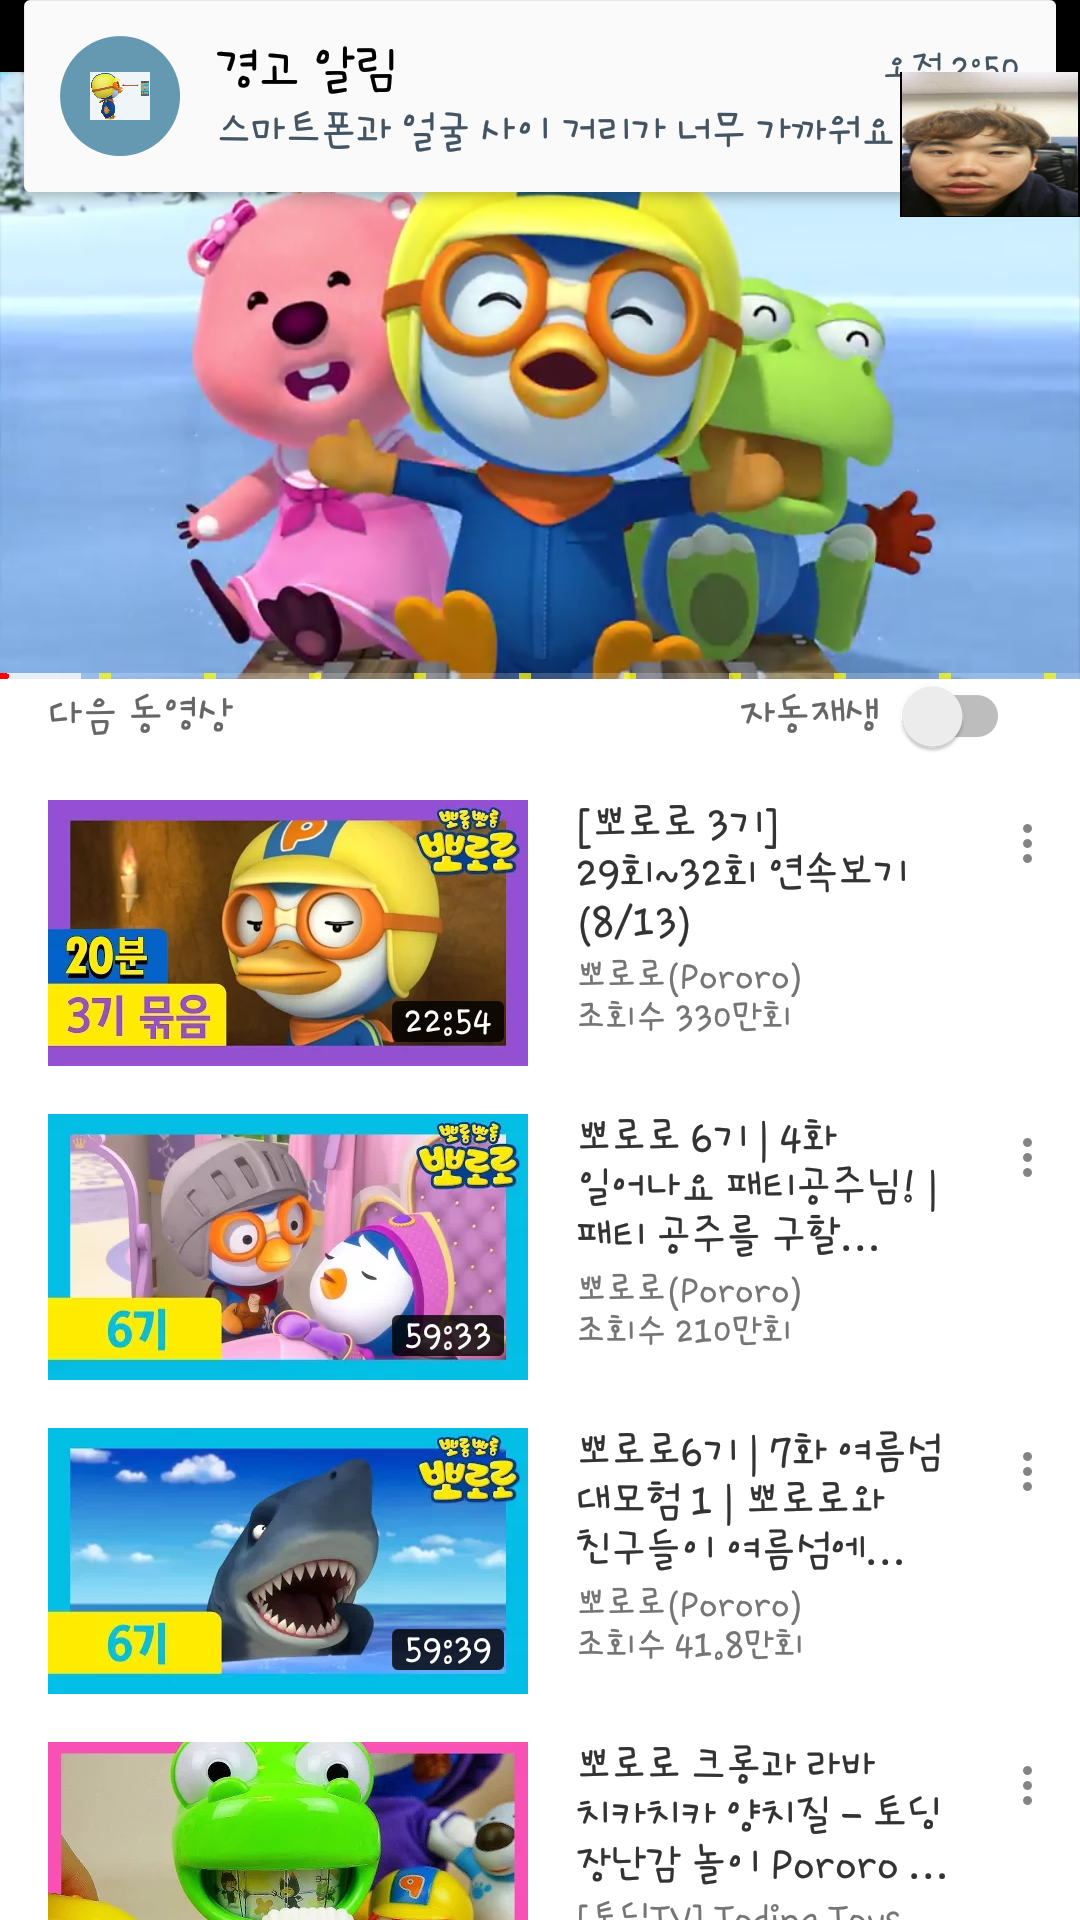 경고 알림
오전 2:50
스마트폰과 얼굴 사이 거리가 너무 가까워요
다음 동영상
자동재생
뽀롱뽀롱
뽀로로
20분
3기 묶음
22:54
[뽀로로 3기]
29회~32회 연속보기
(8/13)
뽀로로(Pororo)
조회수 330만회
뽀롱뽀롱
뽀로로
6기
59:33
뽀로로 6기 | 4화
일어나요 패티공주님! |
패티 공주를 구할...
뽀로로(Pororo)
조회수 210만회
뽀롱뽀롱
뽀로로
6기
59:39
뽀로로6기 | 7화 여름섬
대모험 1 | 뽀로로와
친구들이 여름섬에...
뽀로로(Pororo)
조회수 41.8만회
뽀로로 크롱과 라바
치카치카 양치질 – 토딩
장난감 놀이 Pororo ...
[토딩TV] Toding Toys